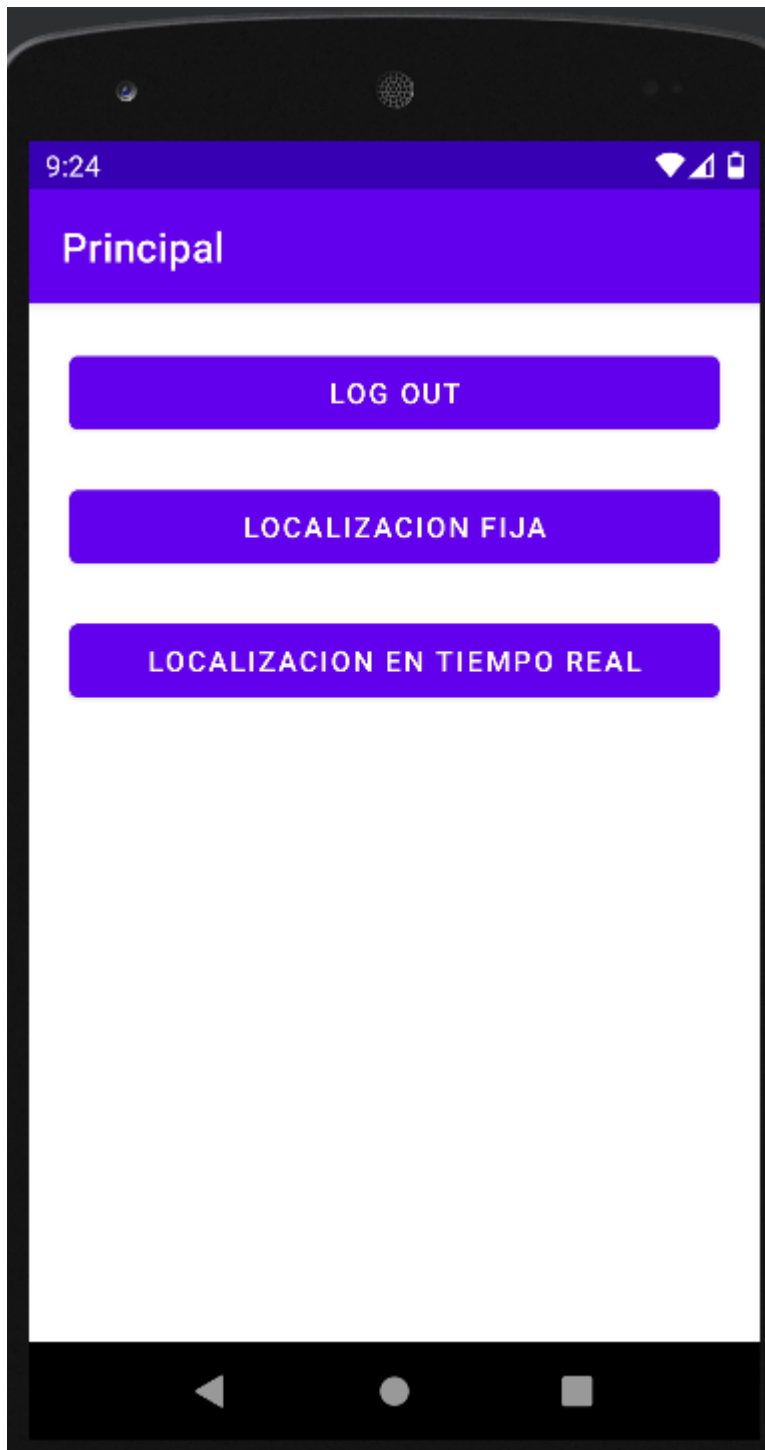 9:24
Principal
LOG OUT
LOCALIZACION FIJA
LOCALIZACION EN TIEMPO REAL